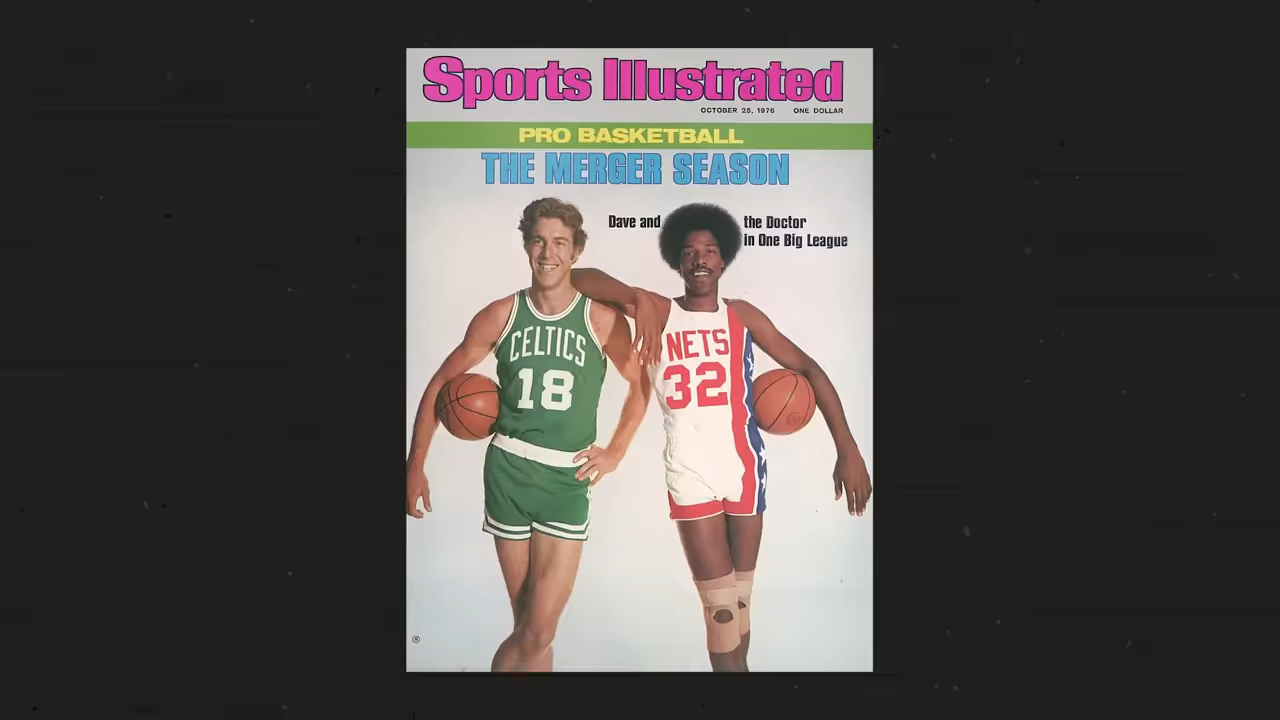 Sports Illustrated
OCTOBER 25, 1976 ONE DOLLAR
PRO BASKETBALL
THE MERGER SEASON
Dave and the Doctor
in One Big League
CELTICS
18
NETS
32
®